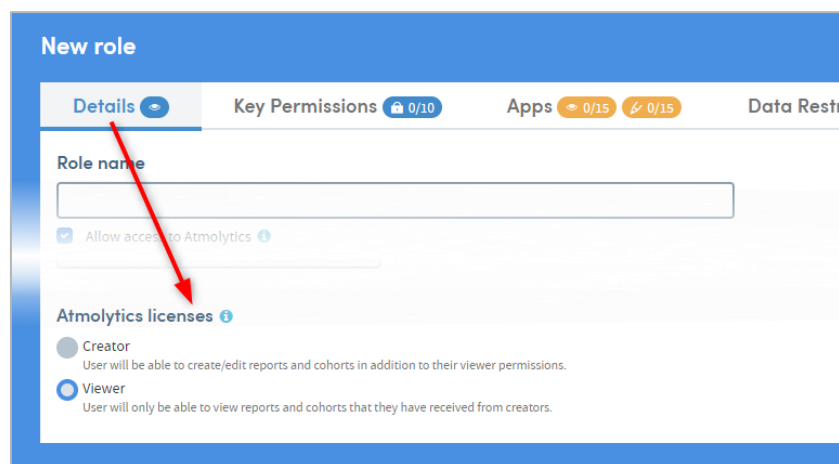 New role
Details Key Permissions 0/10 Apps 0/15 0/15 Data Restr
Role name
Allow access to Atmolytics
Atmolytics licenses
Creator
User will be able to create/edit reports and cohorts in addition to their viewer permissions.
Viewer
User will only be able to view reports and cohorts that they have received from creators.